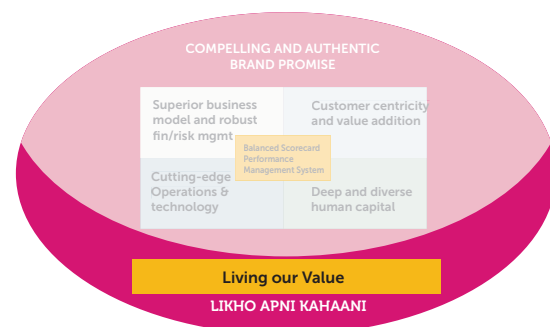 COMPELLING AND AUTHENTIC
BRAND PROMISE
Superior business
model and robust
fin/risk mgmt
Customer centricity
and value addition
Balanced Scorecard
Performance
Management System
Cutting-edge
Operations &
technology
Deep and diverse
human capital
Living our Value
LIKHO APNI KAHAANI